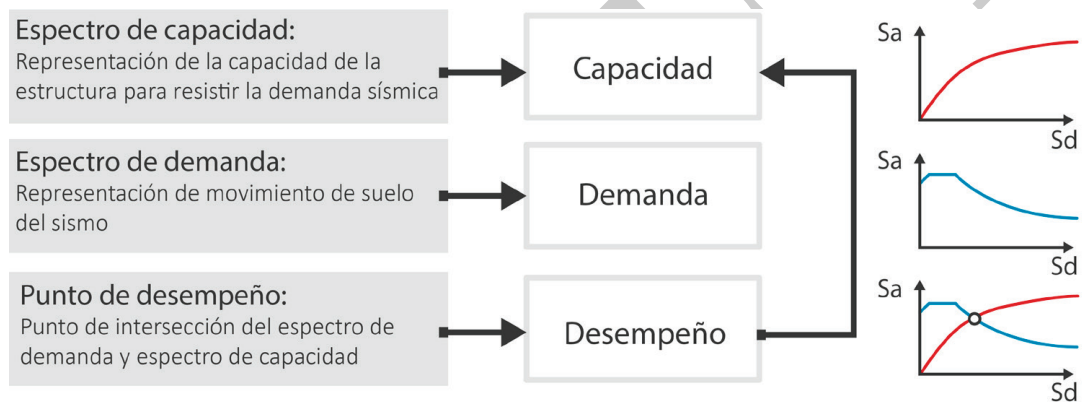 Espectro de capacidad:
Representación de la capacidad de la
estructura para resistir la demanda sísmica
Capacidad
Sa
Sd
Espectro de demanda:
Representación de movimiento de suelo
del sismo
Demanda
Sa
Sd
Punto de desempeño:
Punto de intersección del espectro de
demanda y espectro de capacidad
Desempeño
Sa
Sd